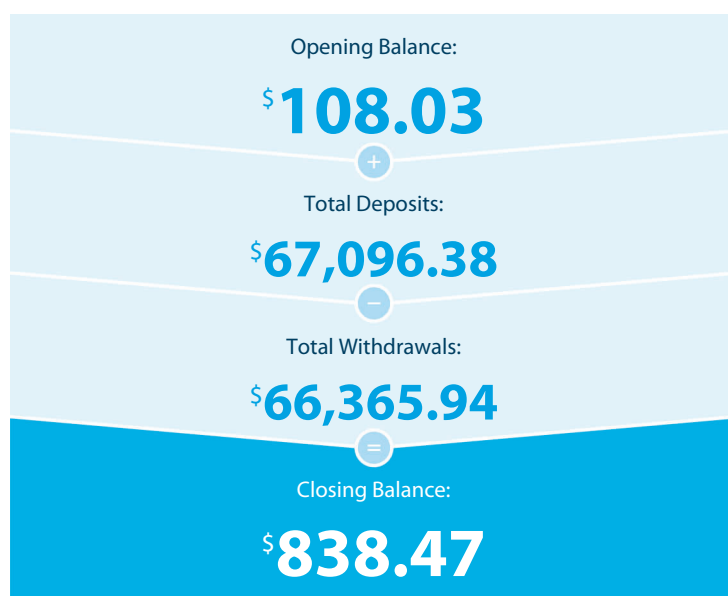 Opening Balance:
$108.03
+
Total Deposits:
$67,096.38
−
Total Withdrawals:
$66,365.94
=
Closing Balance:
$838.47